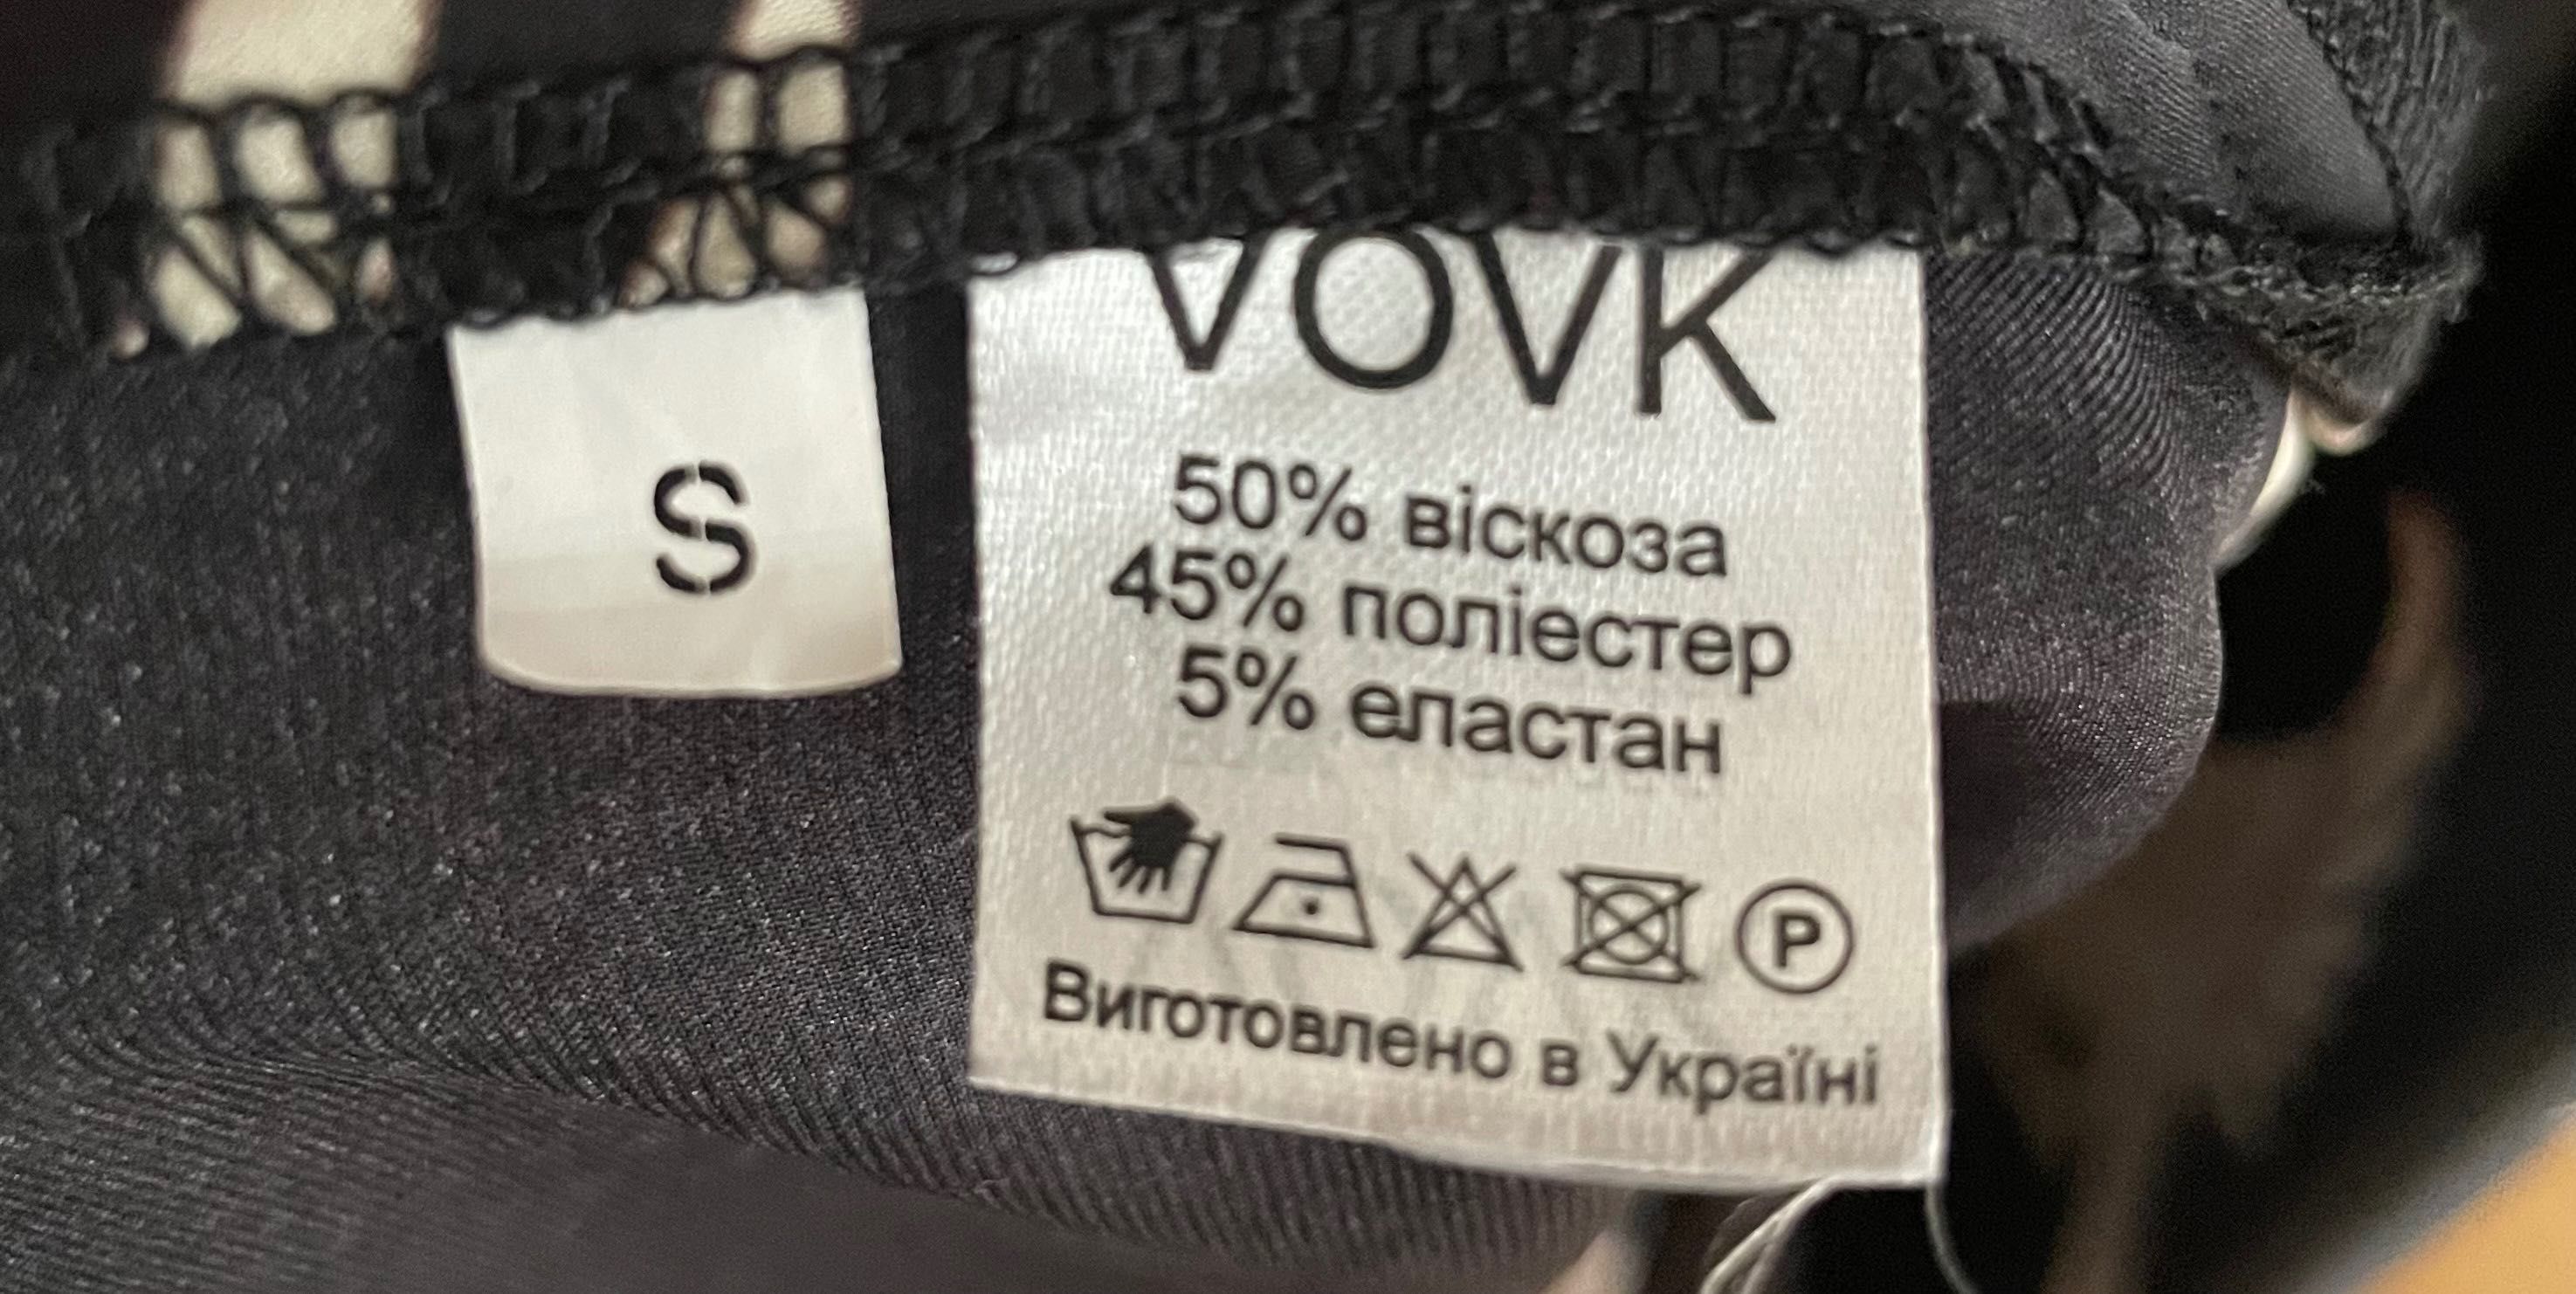 VOVK
S
50% віскоза
45% поліестер
5% еластан
P
Виготовлено в Україні